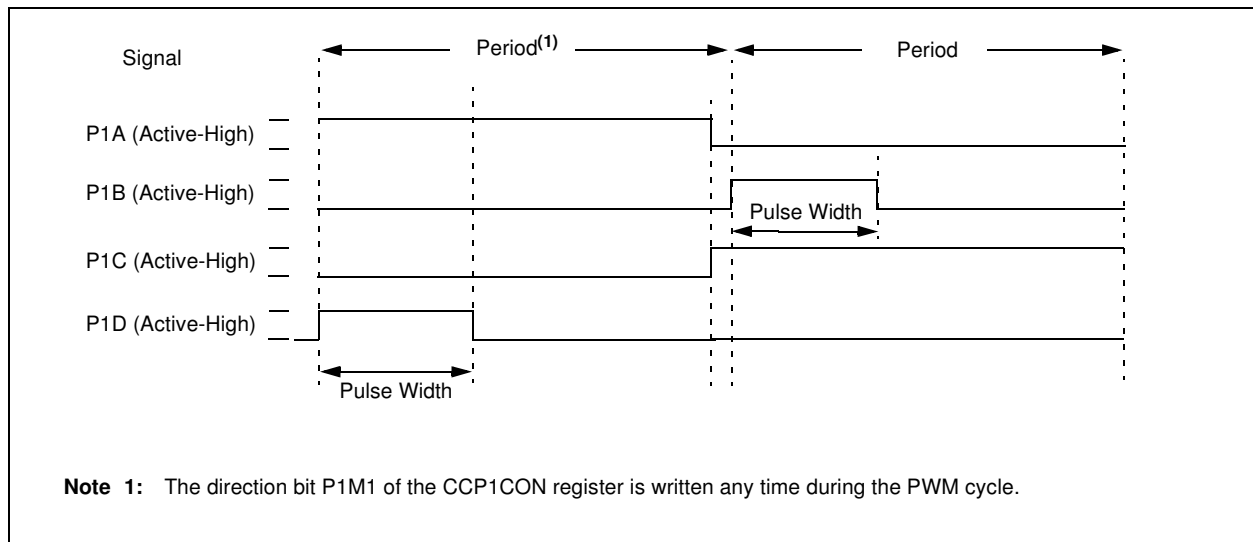 Signal
Period(1)
Period
P1A (Active-High)
P1B (Active-High)
Pulse Width
P1C (Active-High)
P1D (Active-High)
Pulse Width
Note 1: The direction bit P1M1 of the CCP1CON register is written any time during the PWM cycle.